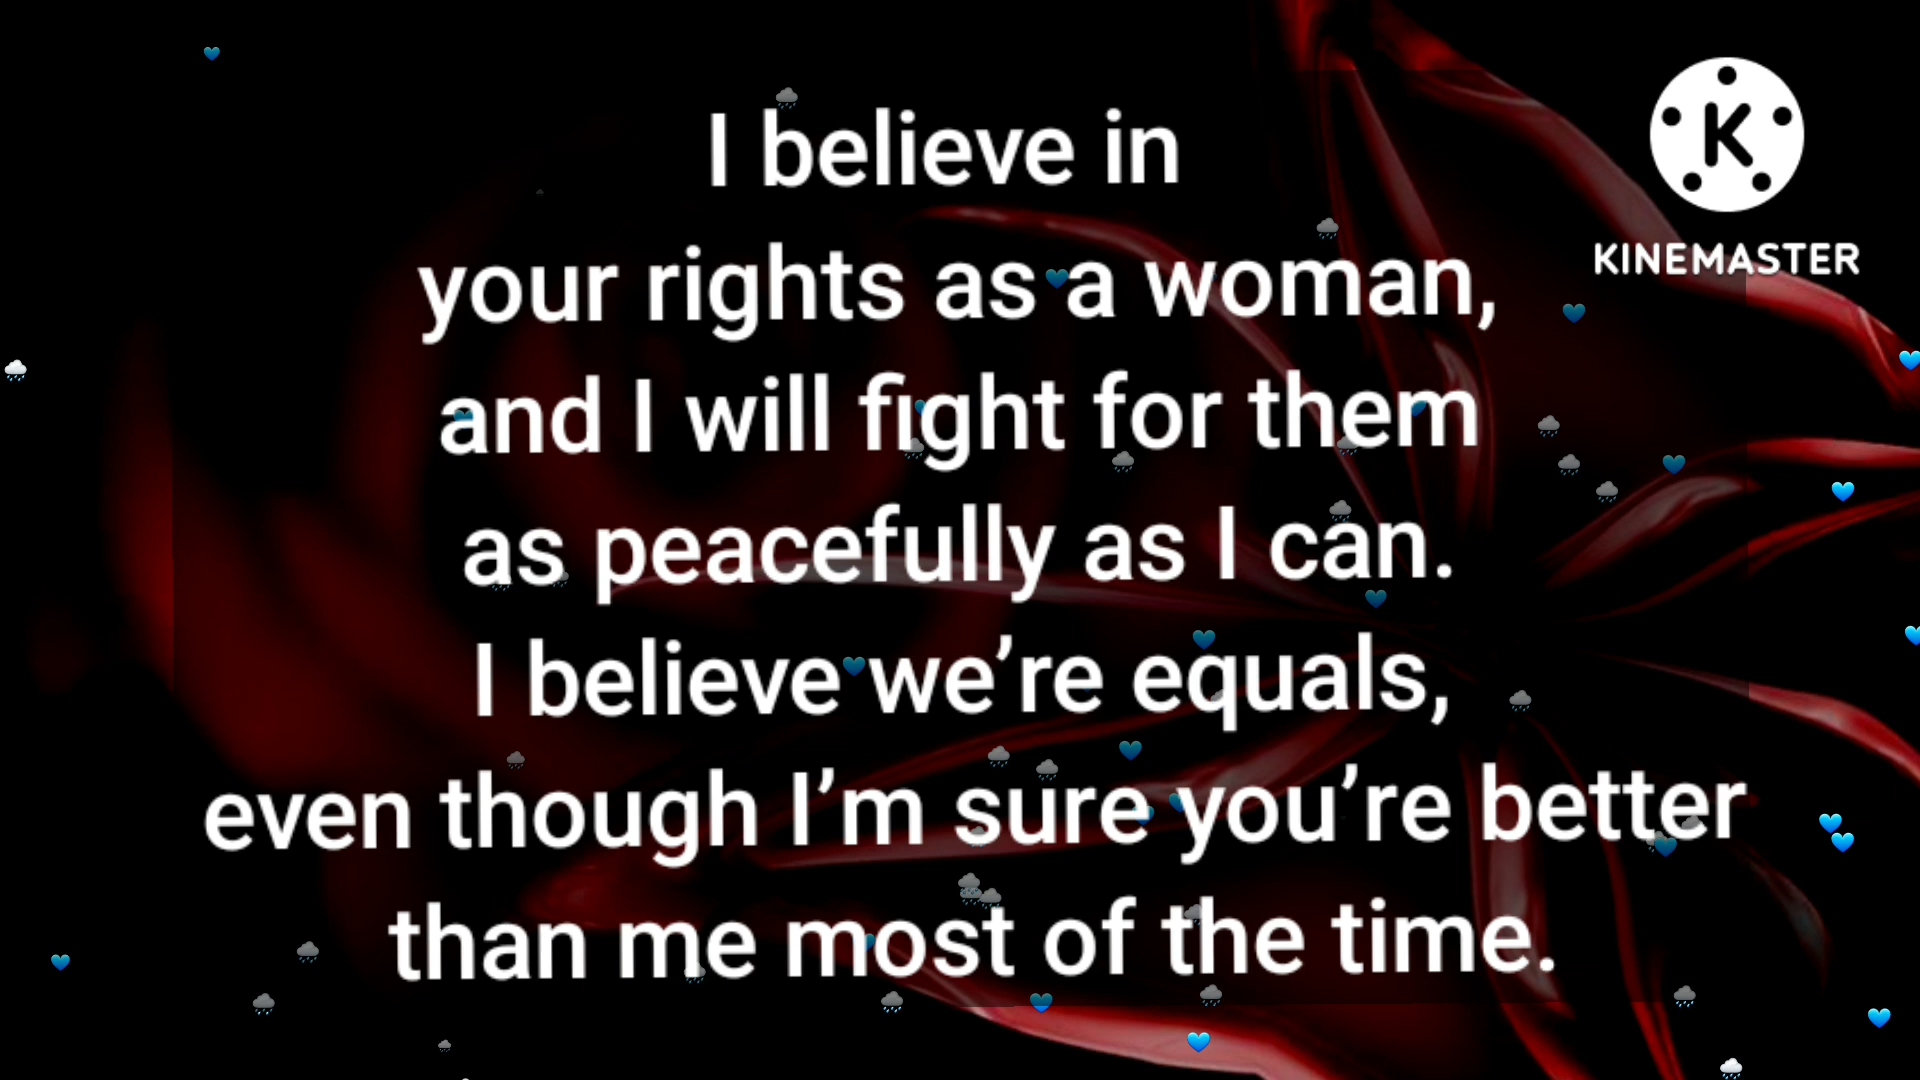 I believe in
your rights as a woman,
and I will fight for them
as peacefully as I can.
I believe we’re equals,
even though I’m sure you’re better
than me most of the time.
K
KINEMASTER